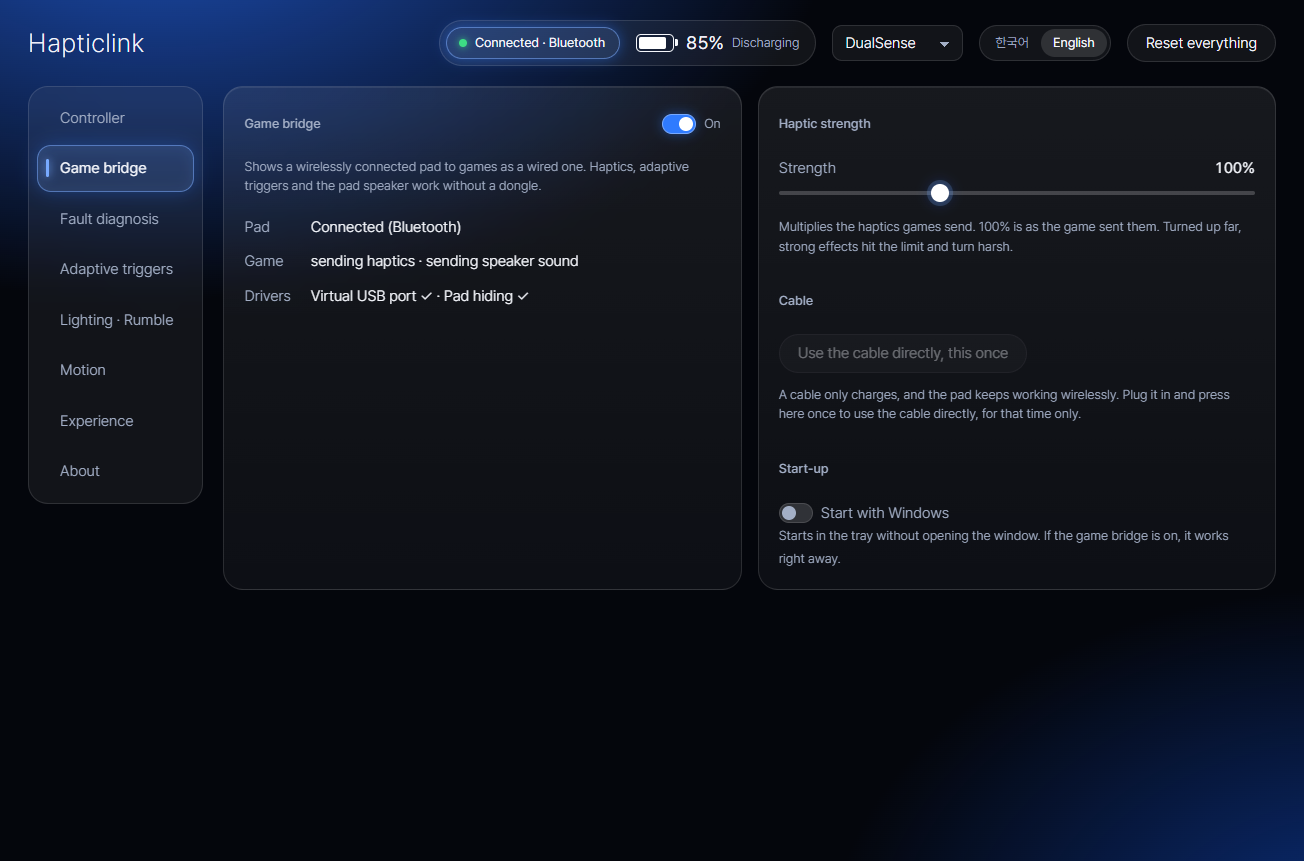 Hapticlink
Connected · Bluetooth
85% Discharging
DualSense
한국어
English
Reset everything
Controller
Game bridge
Fault diagnosis
Adaptive triggers
Lighting · Rumble
Motion
Experience
About
Game bridge
On
Shows a wirelessly connected pad to games as a wired one. Haptics, adaptive
triggers and the pad speaker work without a dongle.
Pad Connected (Bluetooth)
Game sending haptics · sending speaker sound
Drivers Virtual USB port ✓ · Pad hiding ✓
Haptic strength
Strength 100%
Multiplies the haptics games send. 100% is as the game sent them. Turned up far,
strong effects hit the limit and turn harsh.
Cable
Use the cable directly, this once
A cable only charges, and the pad keeps working wirelessly. Plug it in and press
here once to use the cable directly, for that time only.
Start-up
Start with Windows
Starts in the tray without opening the window. If the game bridge is on, it works
right away.